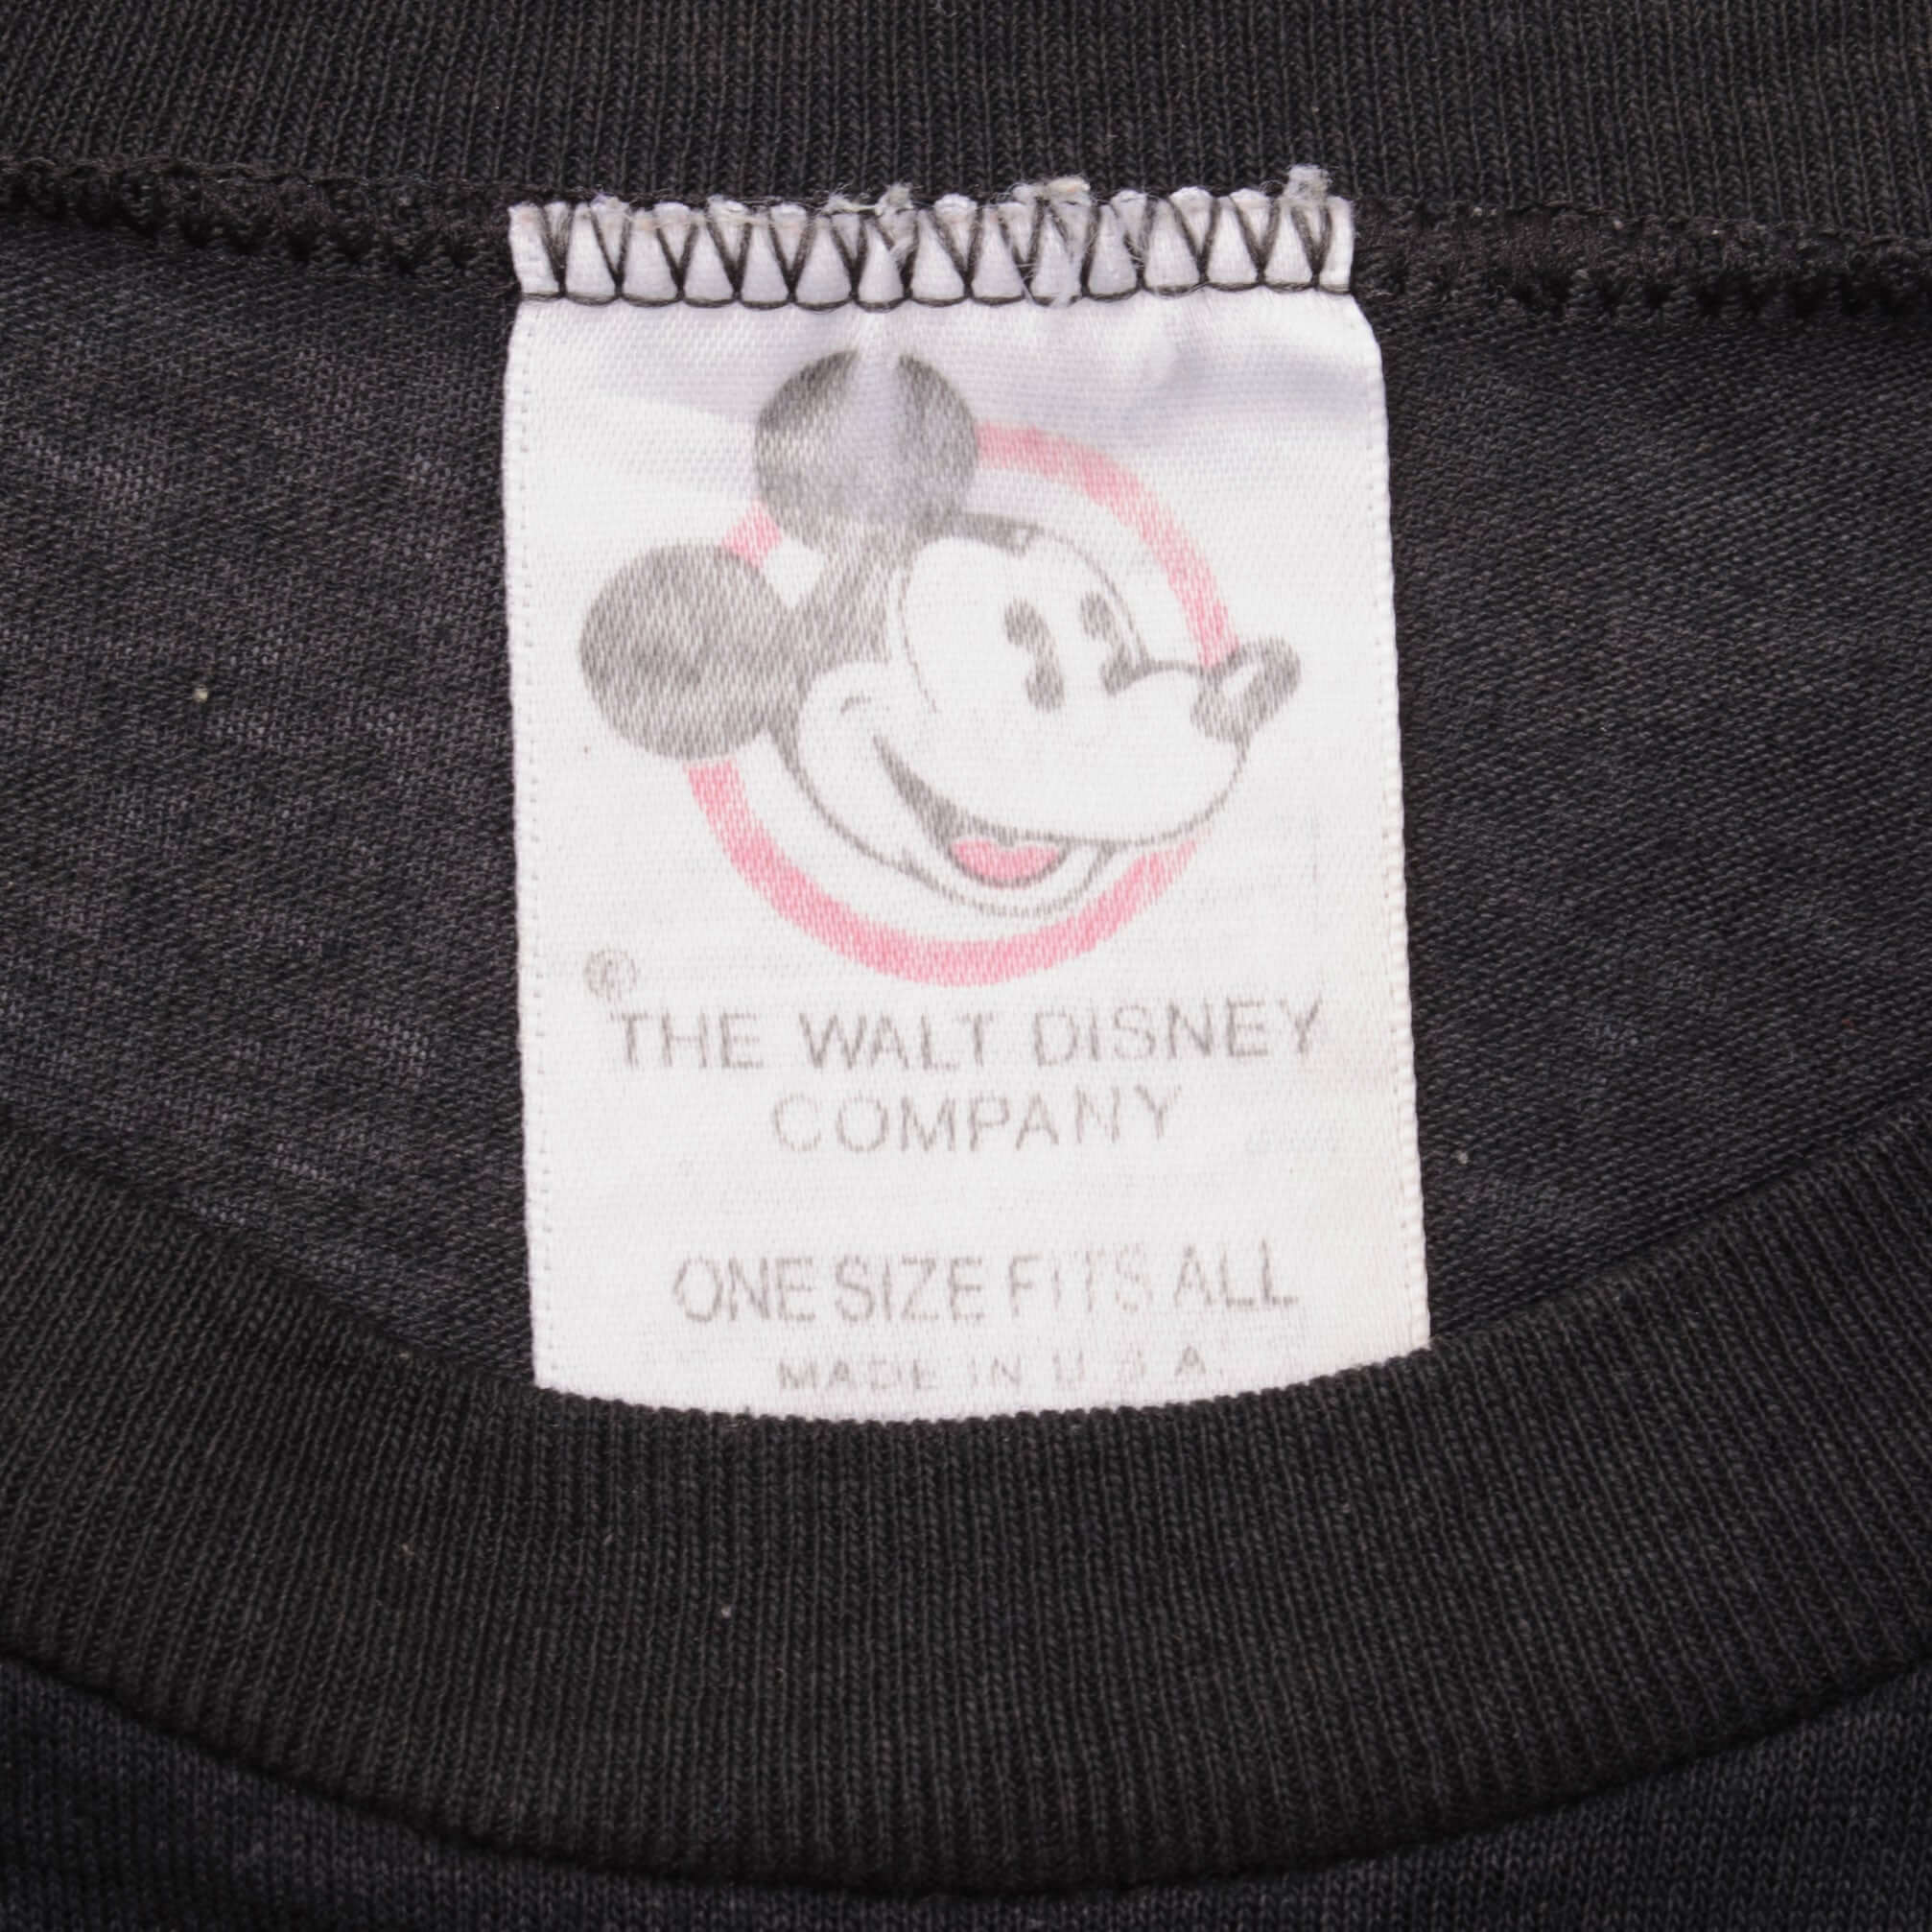 ©
THE WALT DISNEY
COMPANY
ONE SIZE FITS ALL
MADE IN U S A